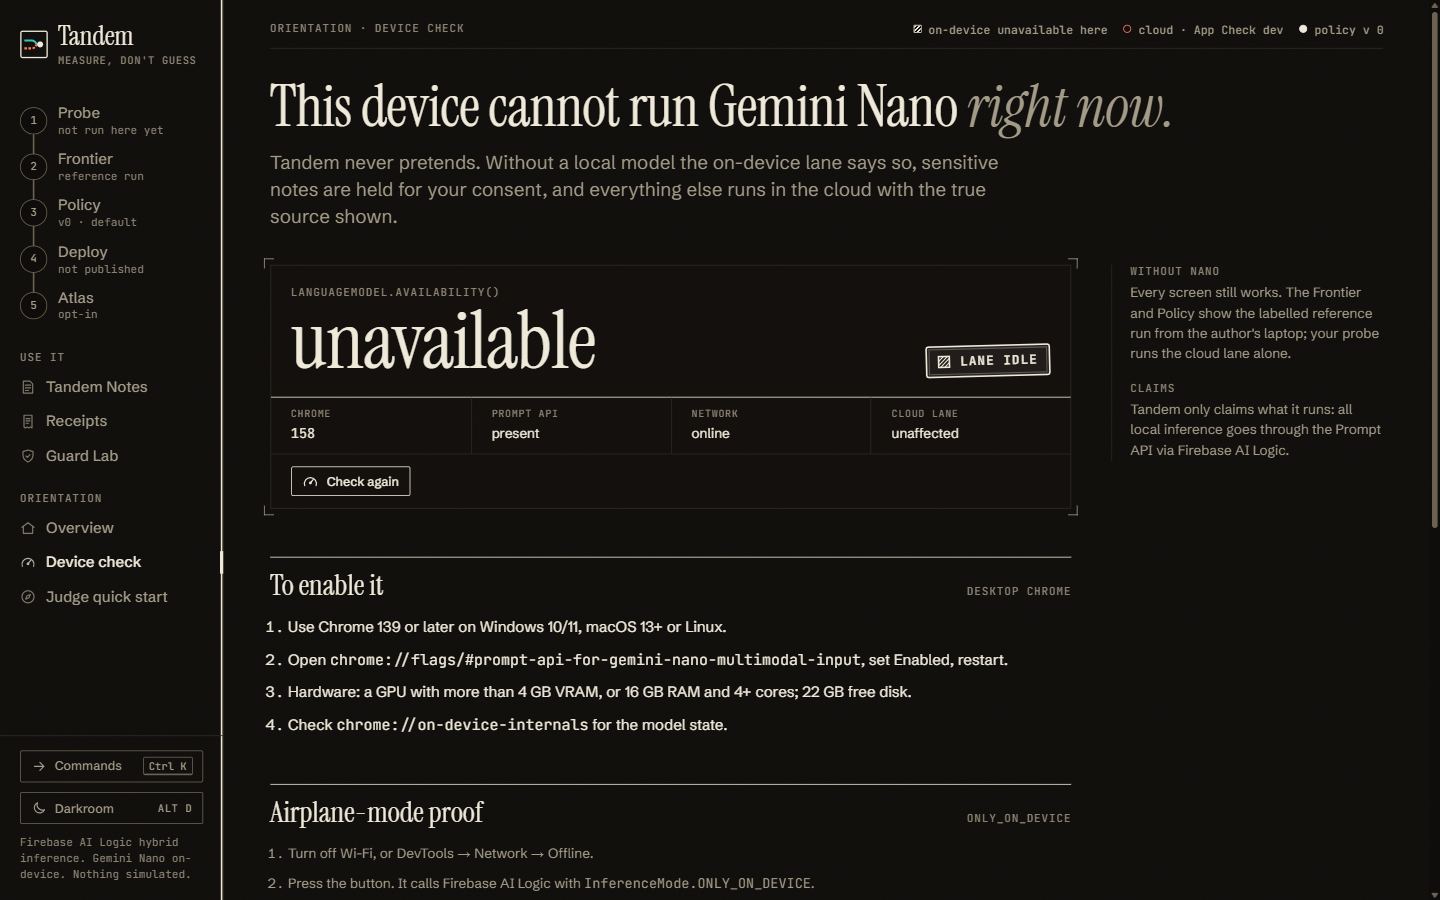 Tandem
MEASURE, DON'T GUESS
1
Probe
not run here yet
2
Frontier
reference run
3
Policy
v0 · default
4
Deploy
not published
5
Atlas
opt-in
USE IT
Tandem Notes
Receipts
Guard Lab
ORIENTATION
Overview
Device check
Judge quick start
Commands Ctrl K
Darkroom ALT D
Firebase AI Logic hybrid
inference. Gemini Nano on-
device. Nothing simulated.
ORIENTATION · DEVICE CHECK
on-device unavailable here cloud · App Check dev policy v 0
This device cannot run Gemini Nano right now.
Tandem never pretends. Without a local model the on-device lane says so, sensitive
notes are held for your consent, and everything else runs in the cloud with the true
source shown.
LANGUAGEMODEL.AVAILABILITY()
unavailable
LANE IDLE
CHROME
158
PROMPT API
present
NETWORK
online
CLOUD LANE
unaffected
Check again
WITHOUT NANO
Every screen still works. The Frontier
and Policy show the labelled reference
run from the author's laptop; your probe
runs the cloud lane alone.
CLAIMS
Tandem only claims what it runs: all
local inference goes through the Prompt
API via Firebase AI Logic.
To enable it
DESKTOP CHROME
1. Use Chrome 139 or later on Windows 10/11, macOS 13+ or Linux.
2. Open chrome://flags/#prompt-api-for-gemini-nano-multimodal-input, set Enabled, restart.
3. Hardware: a GPU with more than 4 GB VRAM, or 16 GB RAM and 4+ cores; 22 GB free disk.
4. Check chrome://on-device-internals for the model state.
Airplane-mode proof
ONLY_ON_DEVICE
1. Turn off Wi-Fi, or DevTools → Network → Offline.
2. Press the button. It calls Firebase AI Logic with InferenceMode.ONLY_ON_DEVICE.